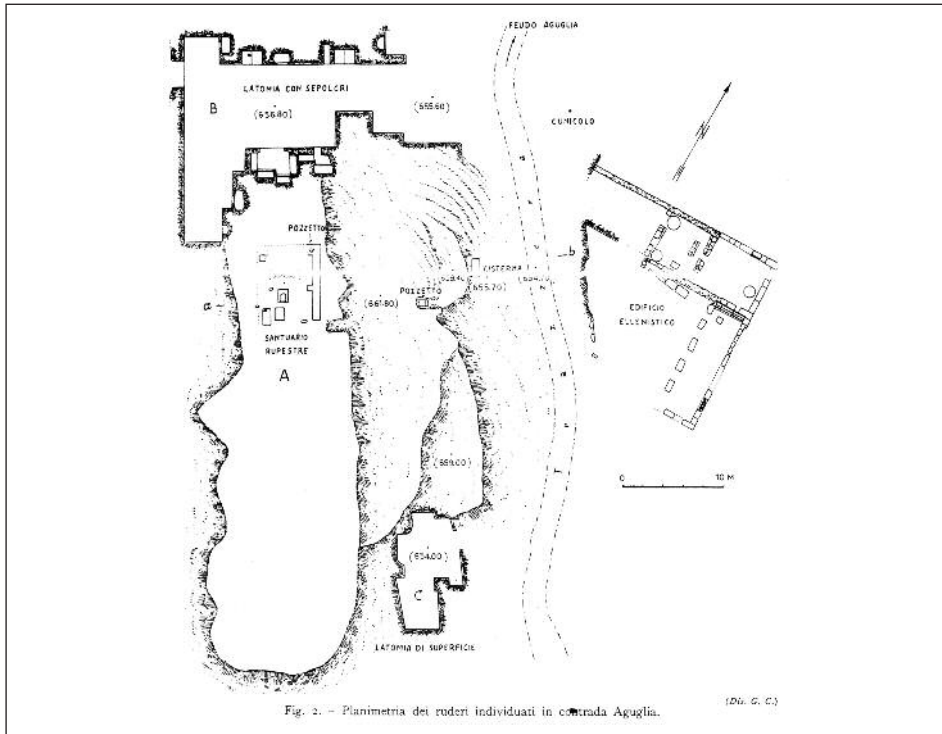 FEUDO AGUGLIA
LATOMIA CON SEPOLCRI
B
(656.80)
(655.60)
CUNICOLO
N
POZZETTO
b
CISTERNA
(655.70)
POZZETTO
a
(661.80)
EDIFICIO
ELLENISTICO
SANTUARIO
RUPESTRE
A
(659.00)
0 10 M
(654.00)
C
LATOMIA DI SUPERFICIE
Fig. 2. – Planimetria dei ruderi individuati in contrada Aguglia.
(Dis. G. C.)